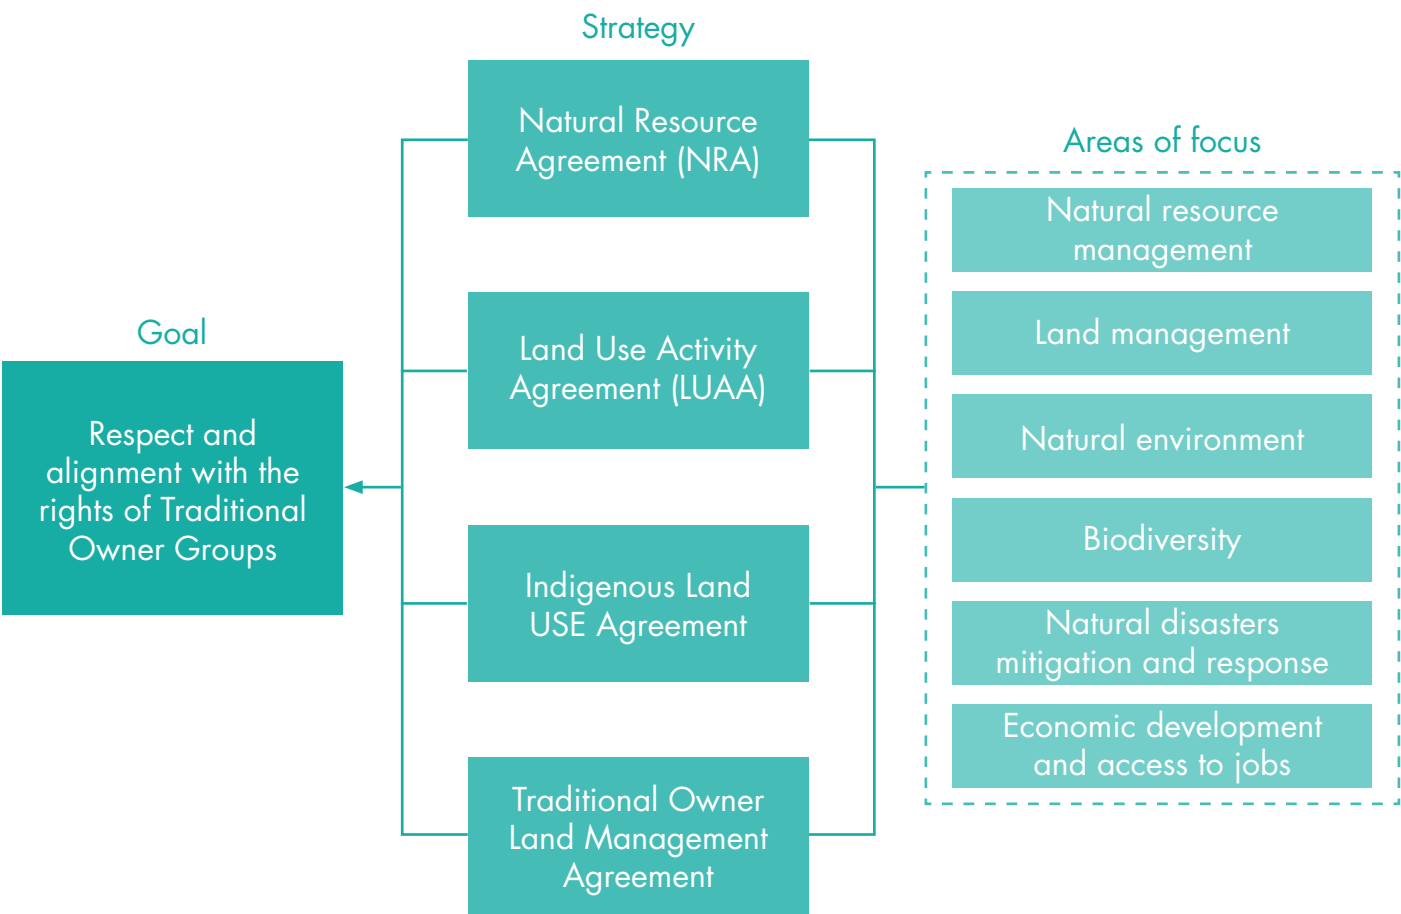 Goal
Respect and
alignment with the
rights of Traditional
Owner Groups
Strategy
Natural Resource
Agreement (NRA)
Land Use Activity
Agreement (LUAA)
Indigenous Land
USE Agreement
Traditional Owner
Land Management
Agreement
Areas of focus
Natural resource
management
Land management
Natural environment
Biodiversity
Natural disasters
mitigation and response
Economic development
and access to jobs